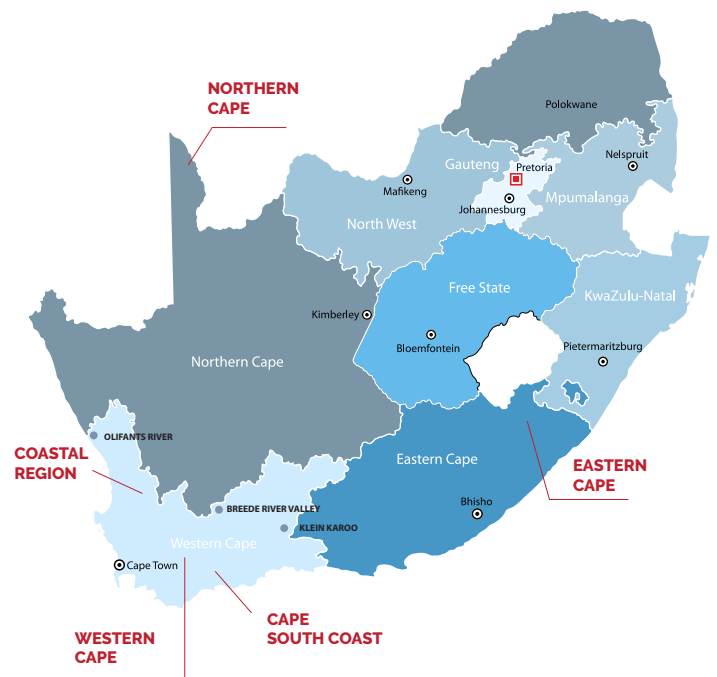 NORTHERN
CAPE
Polokwane
Gauteng
Pretoria
Nelspruit
Mafikeng
Mpumalanga
Johannesburg
North West
Free State
KwaZulu-Natal
Kimberley
Bloemfontein
Pietermaritzburg
Northern Cape
OLIFANTS RIVER
COASTAL
REGION
Eastern Cape
EASTERN
CAPE
Bhisho
BREEDE RIVER VALLEY
KLEIN KAROO
Western Cape
Cape Town
CAPE
SOUTH COAST
WESTERN
CAPE